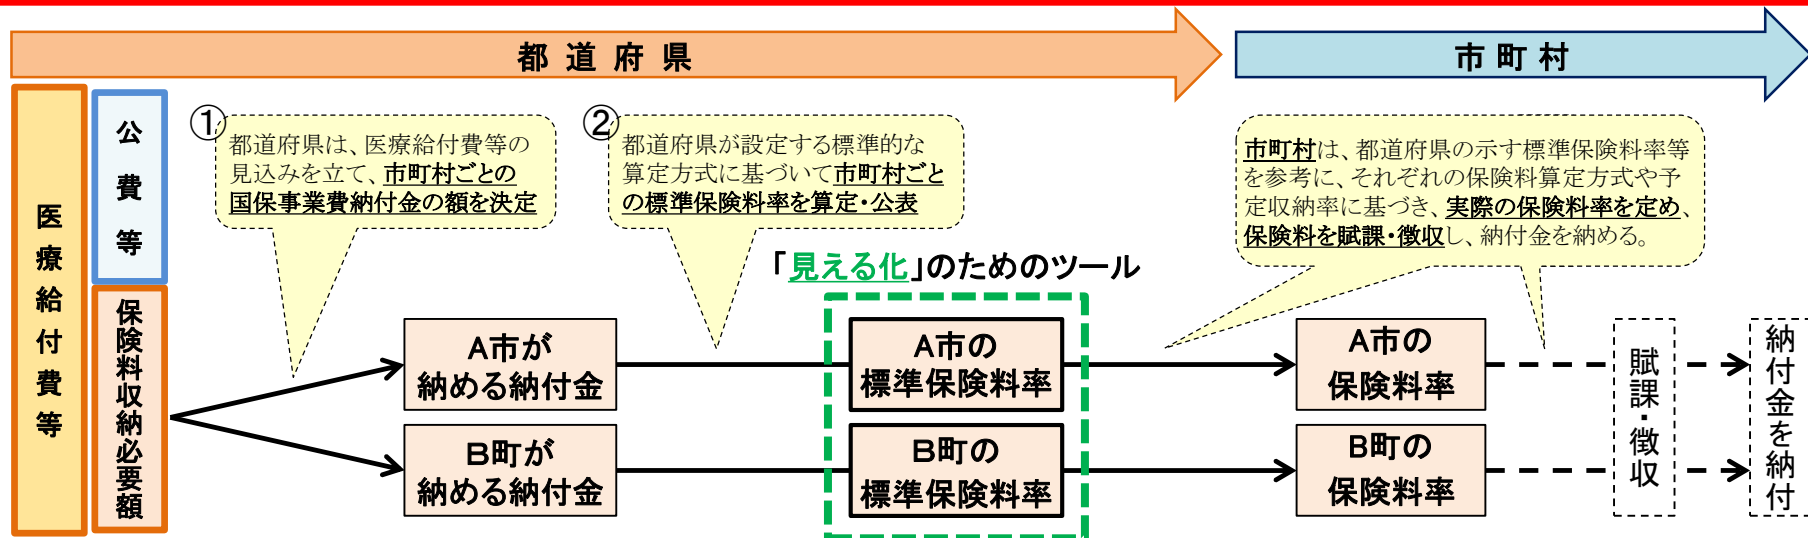 都道府県
市町村
医療給付費等
公費等
保険料収納必要額
①
都道府県は、医療給付費等の
見込みを立て、市町村ごとの
国保事業費納付金の額を決定
②
都道府県が設定する標準的な
算定方式に基づいて市町村ごと
の標準保険料率を算定・公表
市町村は、都道府県の示す標準保険料率等
を参考に、それぞれの保険料算定方式や予
定収納率に基づき、実際の保険料率を定め、
保険料を賦課・徴収し、納付金を納める。
「見える化」のためのツール
A市が
納める納付金
A市の
標準保険料率
A市の
保険料率
B町が
納める納付金
B町の
標準保険料率
B町の
保険料率
賦課・徴収
納付金を納付